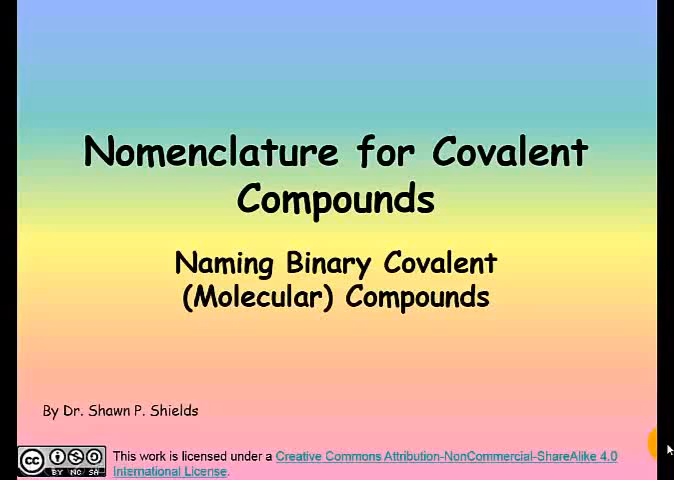 Nomenclature for Covalent
Compounds
Naming Binary Covalent
(Molecular) Compounds
By Dr. Shawn P. Shields
cc BY NC SA
This work is licensed under a Creative Commons Attribution-NonCommercial-ShareAlike 4.0
International License.